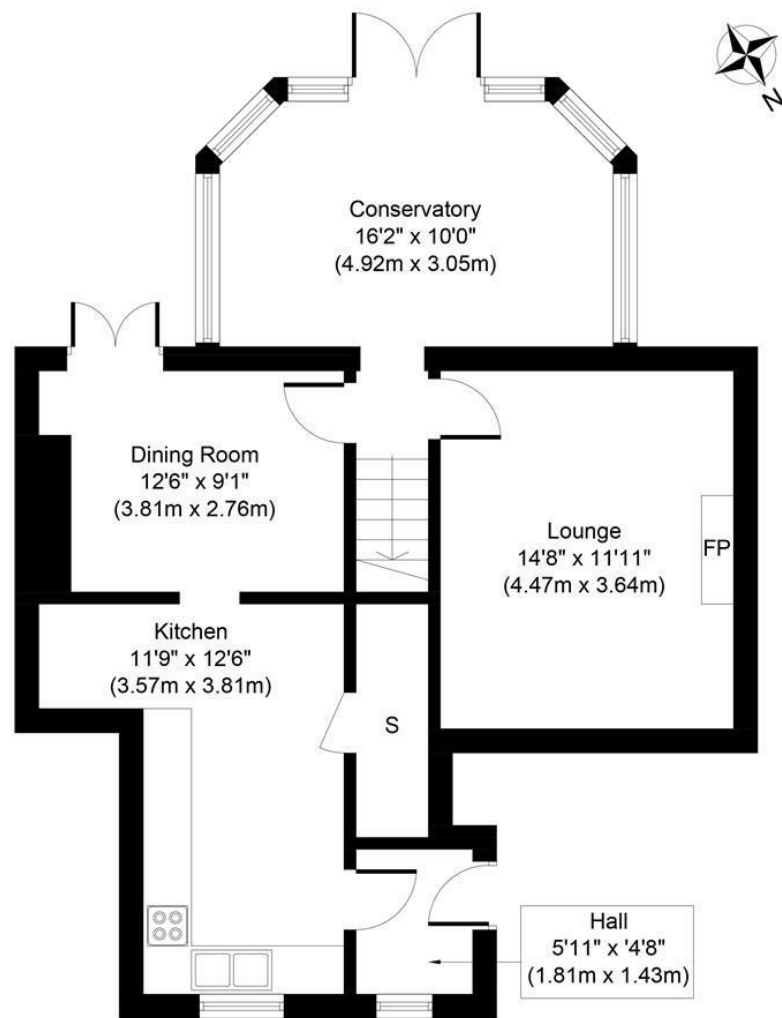 N
Conservatory
16'2" x 10'0"
(4.92m x 3.05m)
Dining Room
12'6" x 9'1"
(3.81m x 2.76m)
Lounge
14'8" x 11'11"
(4.47m x 3.64m)
FP
Kitchen
11'9" x 12'6"
(3.57m x 3.81m)
S
Hall
5'11" x '4'8"
(1.81m x 1.43m)